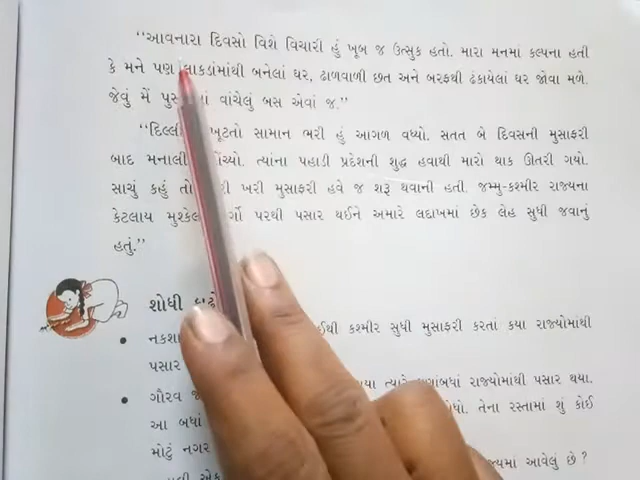 “આવનારા દિવસો વિશે વિચારી હું ખૂબ જ ઉત્સુક હતો. મારા મનમાં કલ્પના હતી
કે મને પણ લાકડાંમાંથી બનેલાં ઘર, ઢાળવાળી છત અને બરફથી ઢંકાયેલાં ઘર જોવા મળે.
જેવું મેં વાંચેલું બસ એવાં જ.”
“દિલ્લી ખૂટતો સામાન ભરી હું આગળ વધ્યો. સતત બે દિવસની મુસાફરી
બાદ મનાલી ત્યાંના પહાડી પ્રદેશની શુદ્ધ હવાથી મારો થાક ઊતરી ગયો.
સાચું કહું તો ખરી મુસાફરી હવે જ શરૂ થવાની હતી. જમ્મુ-કશ્મીર રાજ્યના
કેટલાય પરથી પસાર થઈને અમારે લદાખમાં છેક લેહ સુધી જવાનું
હતું.”
શોધી
• કશ્મીર સુધી મુસાફરી કરતાં કયા રાજ્યોમાંથી
પસાર
• ગૌરવ ત્યારે રાજ્યોમાંથી પસાર થયા.
આ બધાં તેના રસ્તામાં શું કોઈ
મોટું નગર
આવેલું છે ?